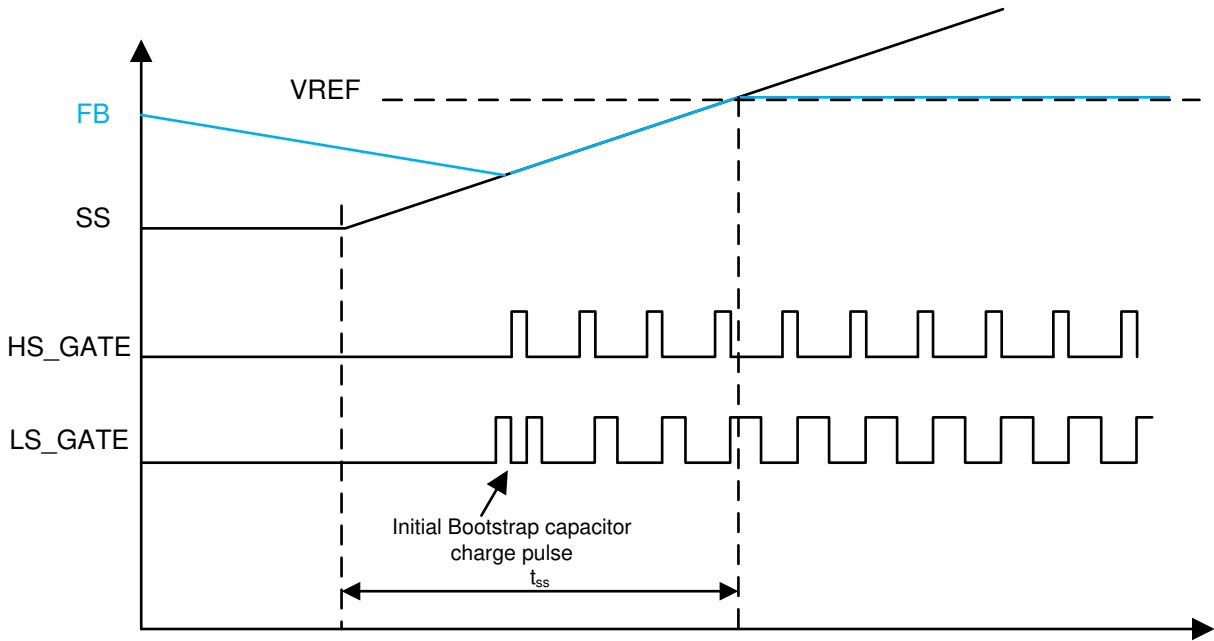 VREF
FB
SS
HS_GATE
LS_GATE
Initial Bootstrap capacitor
charge pulse
tss